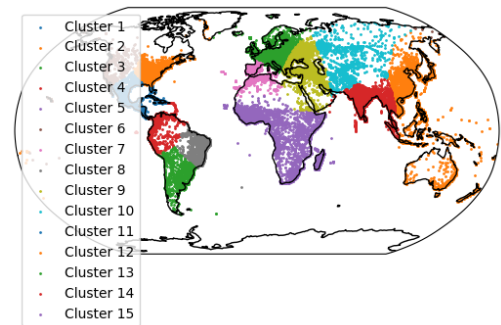 Cluster 1
Cluster 2
Cluster 3
Cluster 4
Cluster 5
Cluster 6
Cluster 7
Cluster 8
Cluster 9
Cluster 10
Cluster 11
Cluster 12
Cluster 13
Cluster 14
Cluster 15